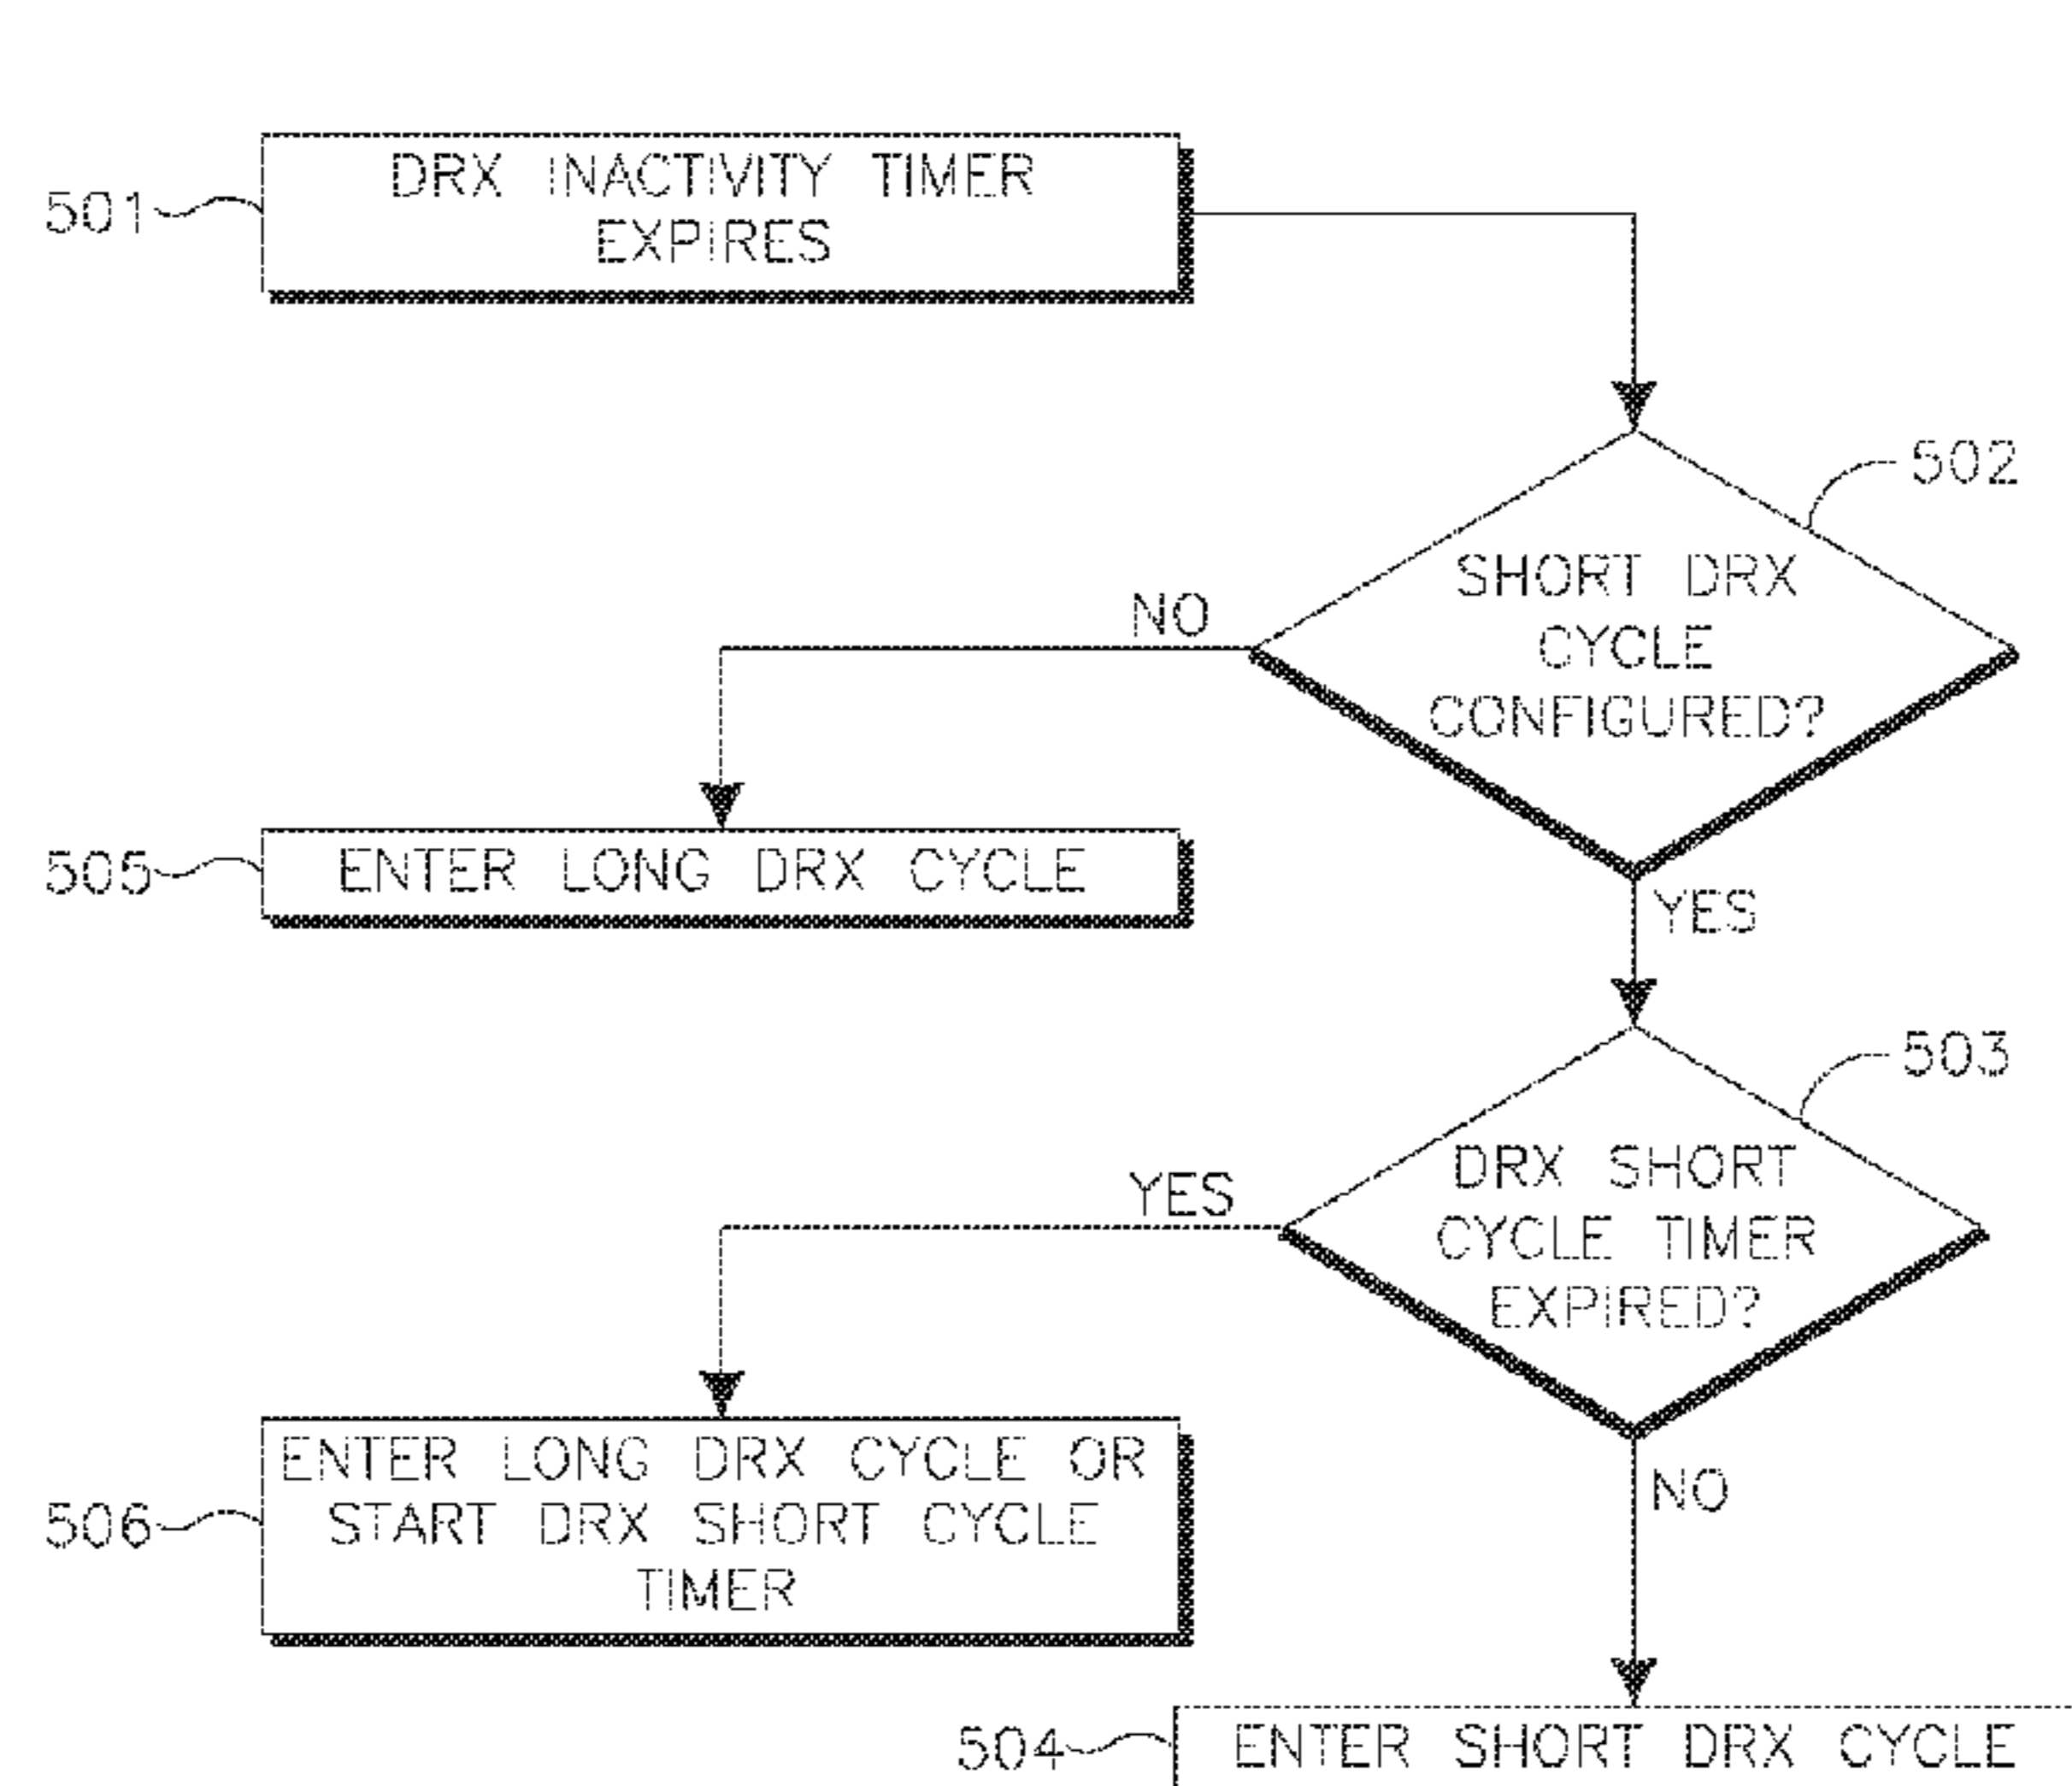 501
DRX INACTIVITY TIMER
EXPIRES
502
SHORT DRX
CYCLE
CONFIGURED?
NO
505
ENTER LONG DRX CYCLE
YES
503
DRX SHORT
CYCLE TIMER
EXPIRED?
YES
506
ENTER LONG DRX CYCLE OR
START DRX SHORT CYCLE
TIMER
NO
504
ENTER SHORT DRX CYCLE